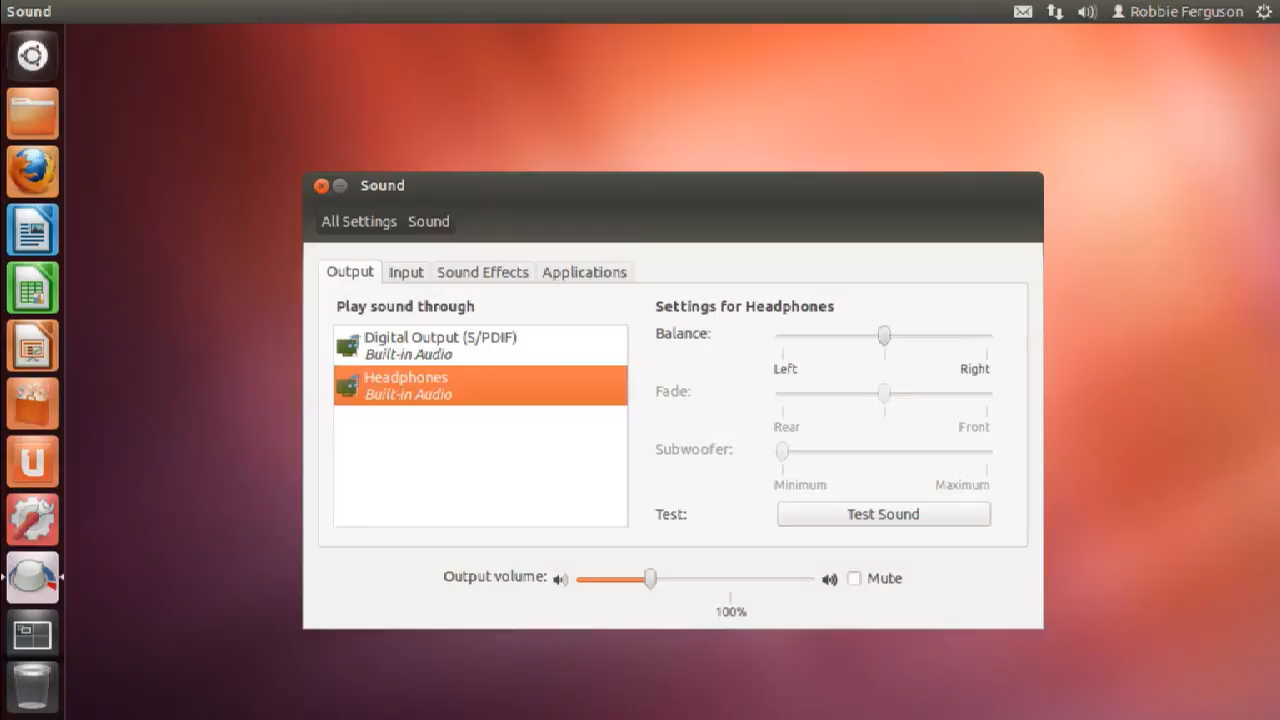 Sound
Robbie Ferguson
Sound
All Settings Sound
Output Input Sound Effects Applications
Play sound through
Digital Output (S/PDIF)
Built-in Audio
Headphones
Built-in Audio
Settings for Headphones
Balance:
Left Right
Fade:
Rear Front
Subwoofer:
Minimum Maximum
Test: Test Sound
Output volume: Mute
100%